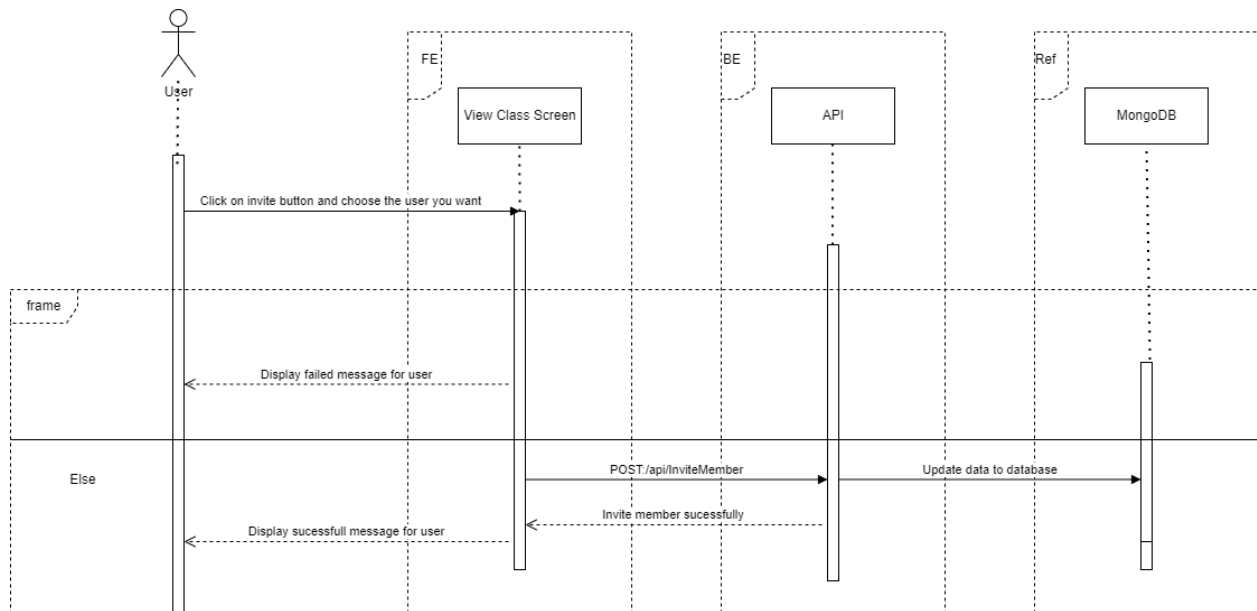 User
FE
BE
Ref
View Class Screen
API
MongoDB
Click on invite button and choose the user you want
frame
Display failed message for user
Else
POST:/api/InviteMember
Update data to database
Invite member sucessfully
Display sucessfull message for user